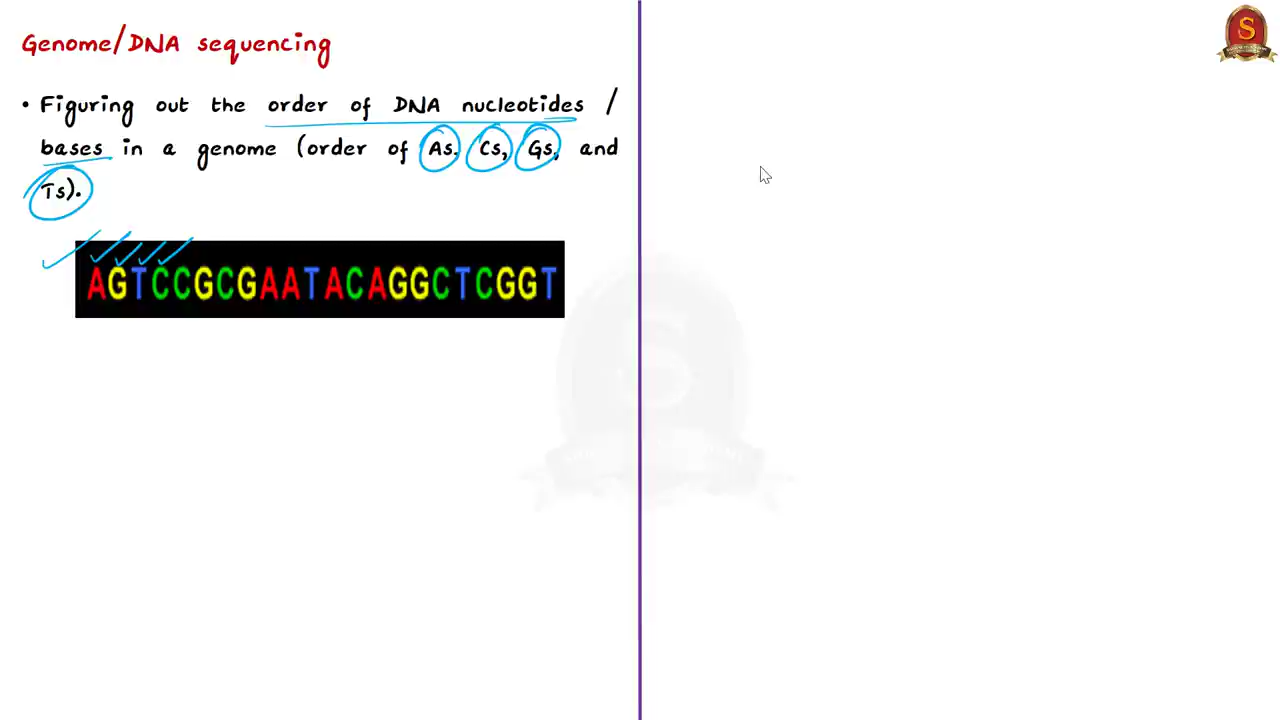 Genome/DNA sequencing
• Figuring out the order of DNA nucleotides /
bases in a genome (order of As, Cs, Gs, and
Ts).
AGTCCGCGAATACAGGCTCGGT
S
S